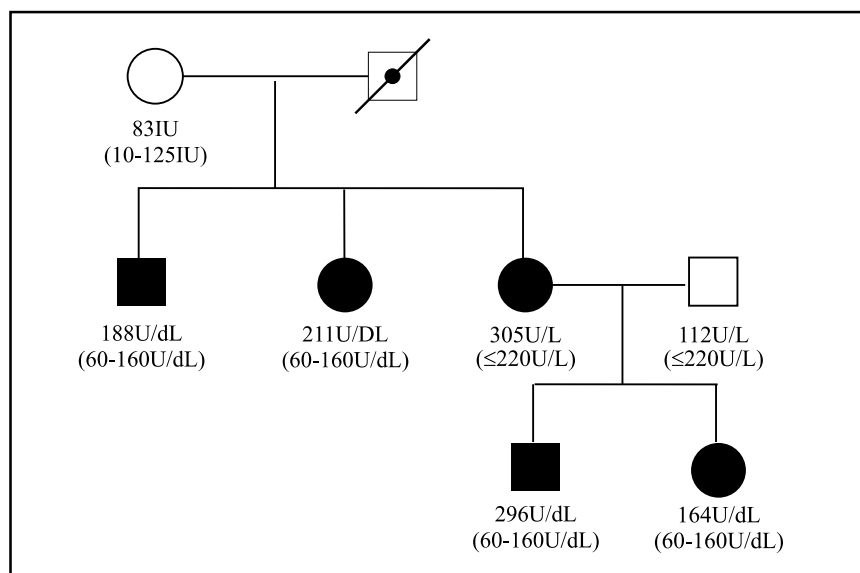 83IU
(10-125IU)
188U/dL
(60-160U/dL)
211U/DL
(60-160U/dL)
305U/L
(≤220U/L)
112U/L
(≤220U/L)
296U/dL
(60-160U/dL)
164U/dL
(60-160U/dL)